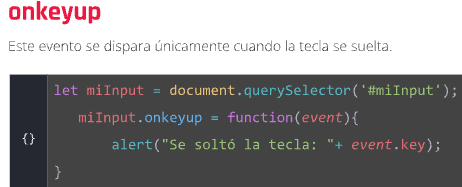 onkeyup
Este evento se dispara únicamente cuando la tecla se suelta.
let miInput = document.querySelector('#miInput');
miInput.onkeyup = function(event){
{}
alert("Se soltó la tecla: "+ event.key);
}